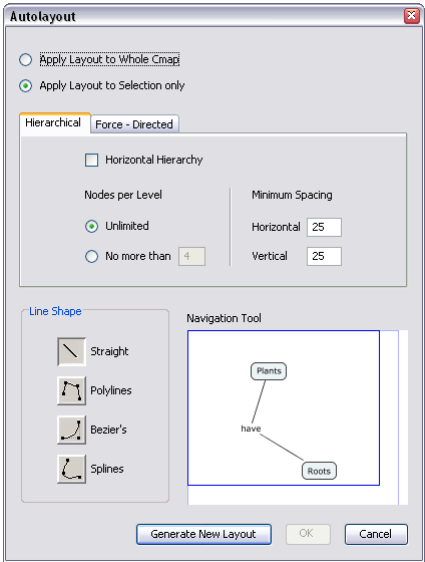 Autolayout
Apply Layout to Whole Cmap
Apply Layout to Selection only
Hierarchical
Force - Directed
Horizontal Hierarchy
Nodes per Level
Minimum Spacing
Unlimited
Horizontal 25
No more than 4
Vertical 25
Line Shape
Navigation Tool
Straight
Polylines
Bezier's
Splines
Plants
have
Roots
Generate New Layout
OK
Cancel